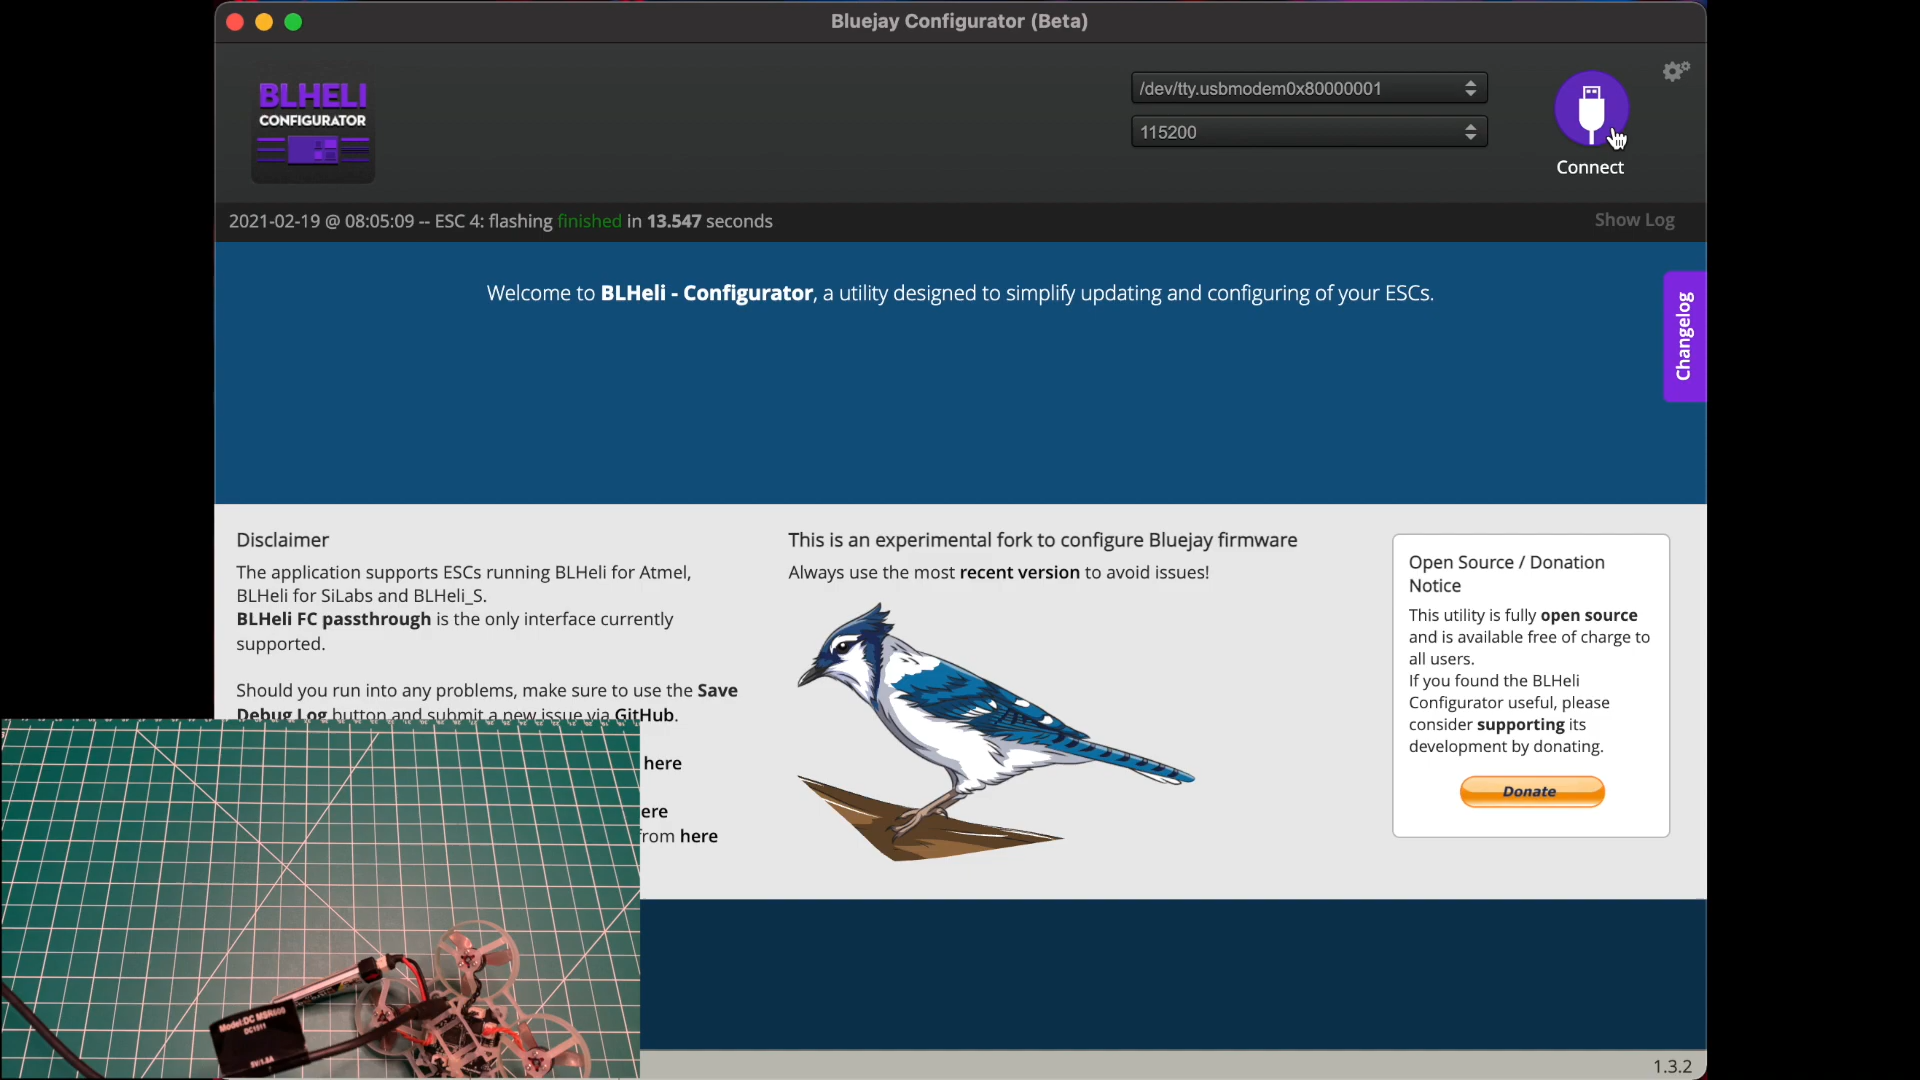 Bluejay Configurator (Beta)
BLHELI
CONFIGURATOR
/dev/tty.usbmodem0x80000001
115200
Connect
2021-02-19 @ 08:05:09 -- ESC 4: flashing finished in 13.547 seconds
Show Log
Welcome to BLHeli - Configurator, a utility designed to simplify updating and configuring of your ESCs.
Changelog
Disclaimer
The application supports ESCs running BLHeli for Atmel,
BLHeli for SiLabs and BLHeli_S.
BLHeli FC passthrough is the only interface currently
supported.
Should you run into any problems, make sure to use the Save
Debug Log button and submit a new issue via GitHub.
here
ere
from here
This is an experimental fork to configure Bluejay firmware
Always use the most recent version to avoid issues!
Open Source / Donation
Notice
This utility is fully open source
and is available free of charge to
all users.
If you found the BLHeli
Configurator useful, please
consider supporting its
development by donating.
Donate
Model:DC MSR600
DC1011
1.3.2